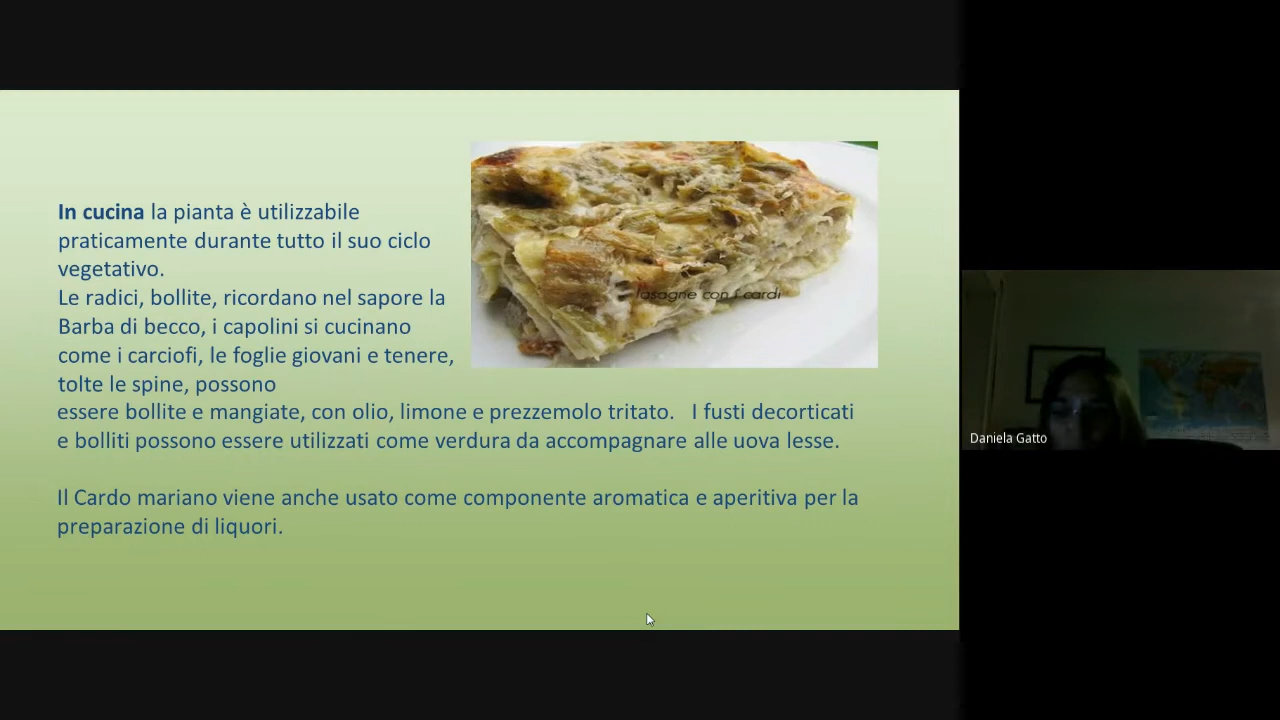 In cucina la pianta è utilizzabile
praticamente durante tutto il suo ciclo
vegetativo.
Le radici, bollite, ricordano nel sapore la
Barba di becco, i capolini si cucinano
come i carciofi, le foglie giovani e tenere,
tolte le spine, possono
essere bollite e mangiate, con olio, limone e prezzemolo tritato.   I fusti decorticati
e bolliti possono essere utilizzati come verdura da accompagnare alle uova lesse.
Il Cardo mariano viene anche usato come componente aromatica e aperitiva per la
preparazione di liquori.
lasagne con i cardi
Daniela Gatto